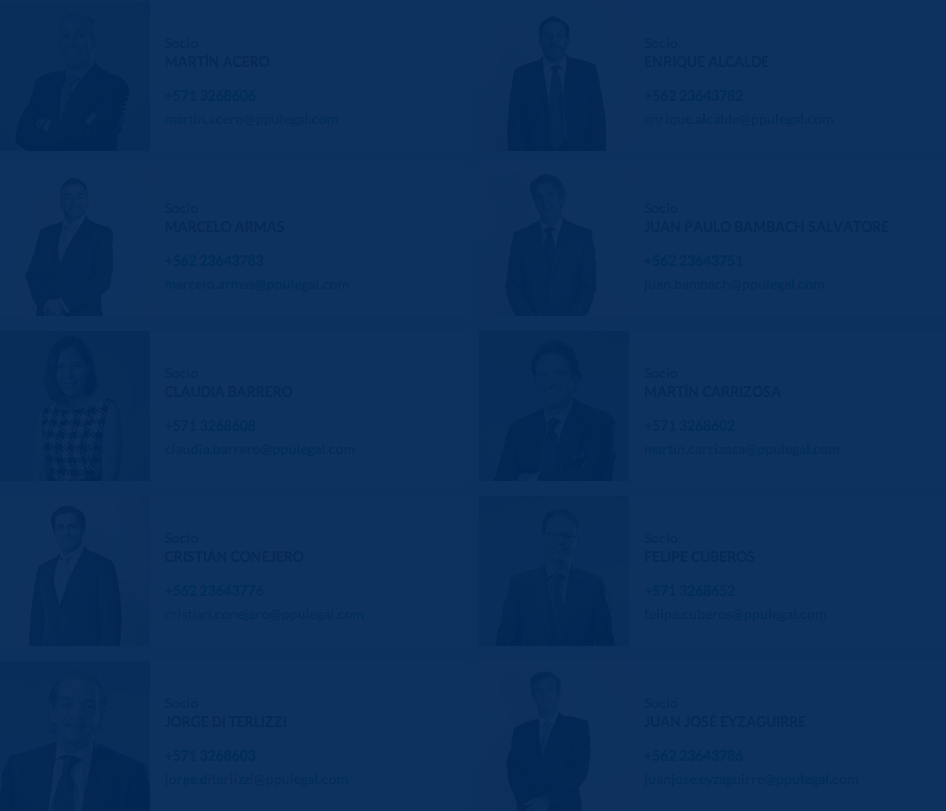 Socio
MARTÍN ACERO
+571 3268606
martin.acero@ppulegal.com
Socio
ENRIQUE ALCALDE
+562 23643782
enrique.alcalde@ppulegal.com
Socio
MARCELO ARMAS
+562 23643783
marcelo.armas@ppulegal.com
Socio
JUAN PAULO BAMBACH SALVATORE
+562 23643751
juan.bambach@ppulegal.com
Socio
CLAUDIA BARRERO
+571 3268608
claudia.barrero@ppulegal.com
Socio
MARTÍN CARRIZOSA
+571 3268602
martin.carrizosa@ppulegal.com
Socio
CRISTIÁN CONEJERO
+562 23643776
cristian.conejero@ppulegal.com
Socio
FELIPE CUBEROS
+571 3268652
felipe.cuberos@ppulegal.com
Socio
JORGE DI TERLIZZI
+571 3268603
jorge.diterlizzi@ppulegal.com
Socio
JUAN JOSÉ EYZAGUIRRE
+562 23643786
juanjose.eyzaguirre@ppulegal.com